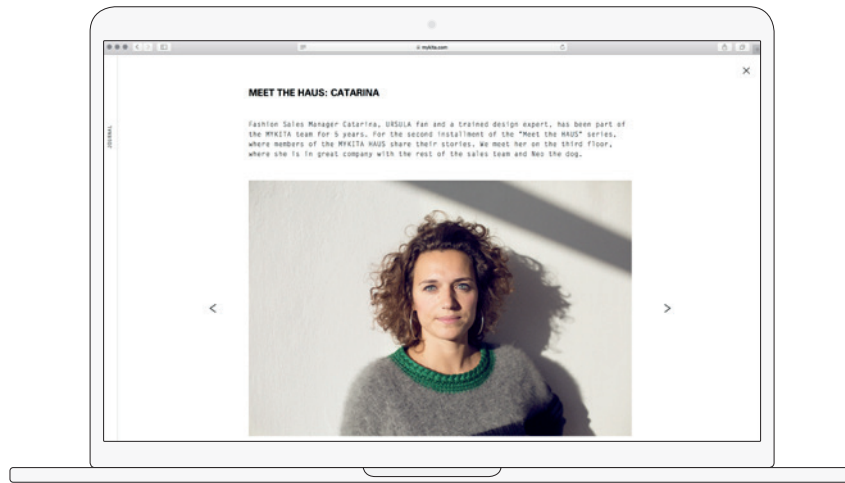 mykita.com
MEET THE HAUS: CATARINA
JOURNAL
Fashion Sales Manager Catarina, URSULA fan and a trained design expert, has been part of
the MYKITA team for 5 years. For the second installment of the "Meet the HAUS" series,
where members of the MYKITA HAUS share their stories. We meet her on the third floor,
where she is in great company with the rest of the sales team and Neo the dog.